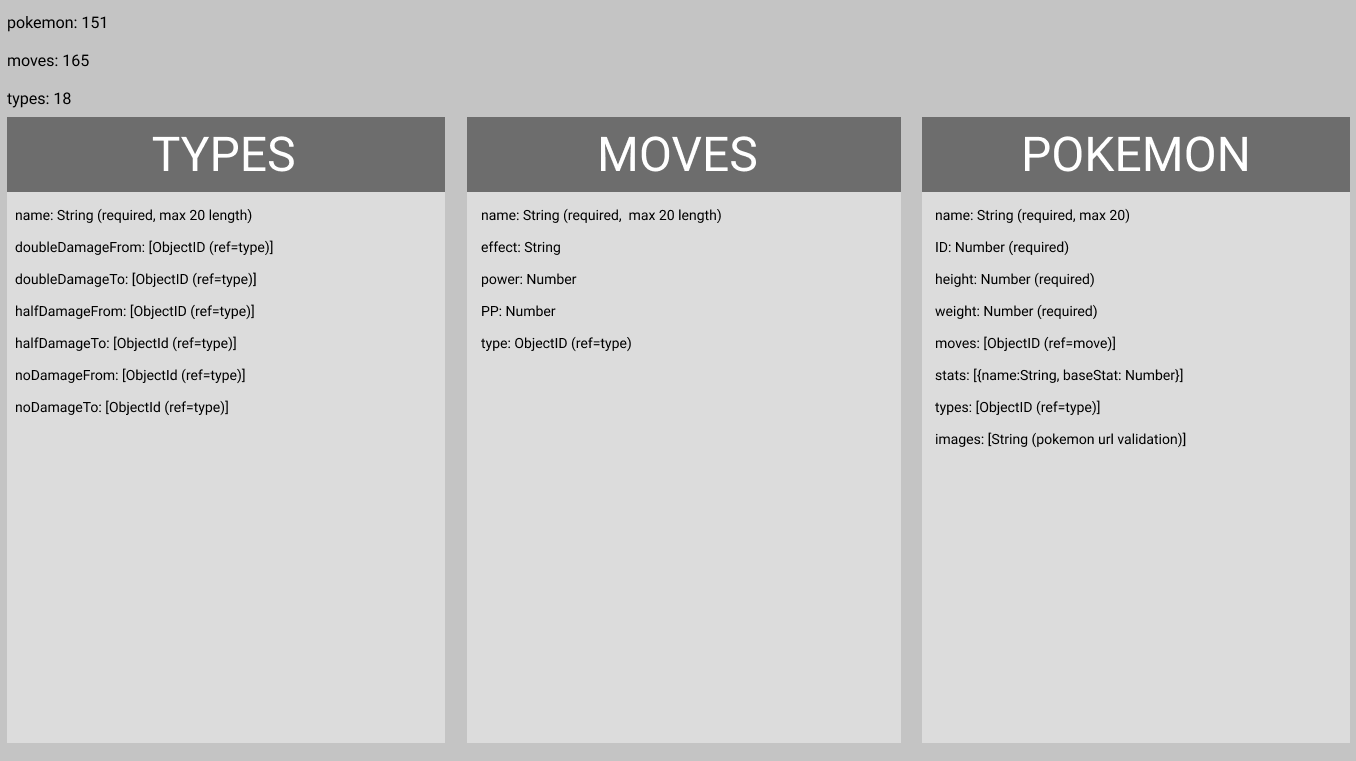 pokemon: 151
moves: 165
types: 18
TYPES
name: String (required, max 20 length)
doubleDamageFrom: [ObjectID (ref=type)]
doubleDamageTo: [ObjectID (ref=type)]
halfDamageFrom: [ObjectID (ref=type)]
halfDamageTo: [ObjectId (ref=type)]
noDamageFrom: [ObjectId (ref=type)]
noDamageTo: [ObjectId (ref=type)]
MOVES
name: String (required,  max 20 length)
effect: String
power: Number
PP: Number
type: ObjectID (ref=type)
POKEMON
name: String (required, max 20)
ID: Number (required)
height: Number (required)
weight: Number (required)
moves: [ObjectID (ref=move)]
stats: [{name:String, baseStat: Number}]
types: [ObjectID (ref=type)]
images: [String (pokemon url validation)]